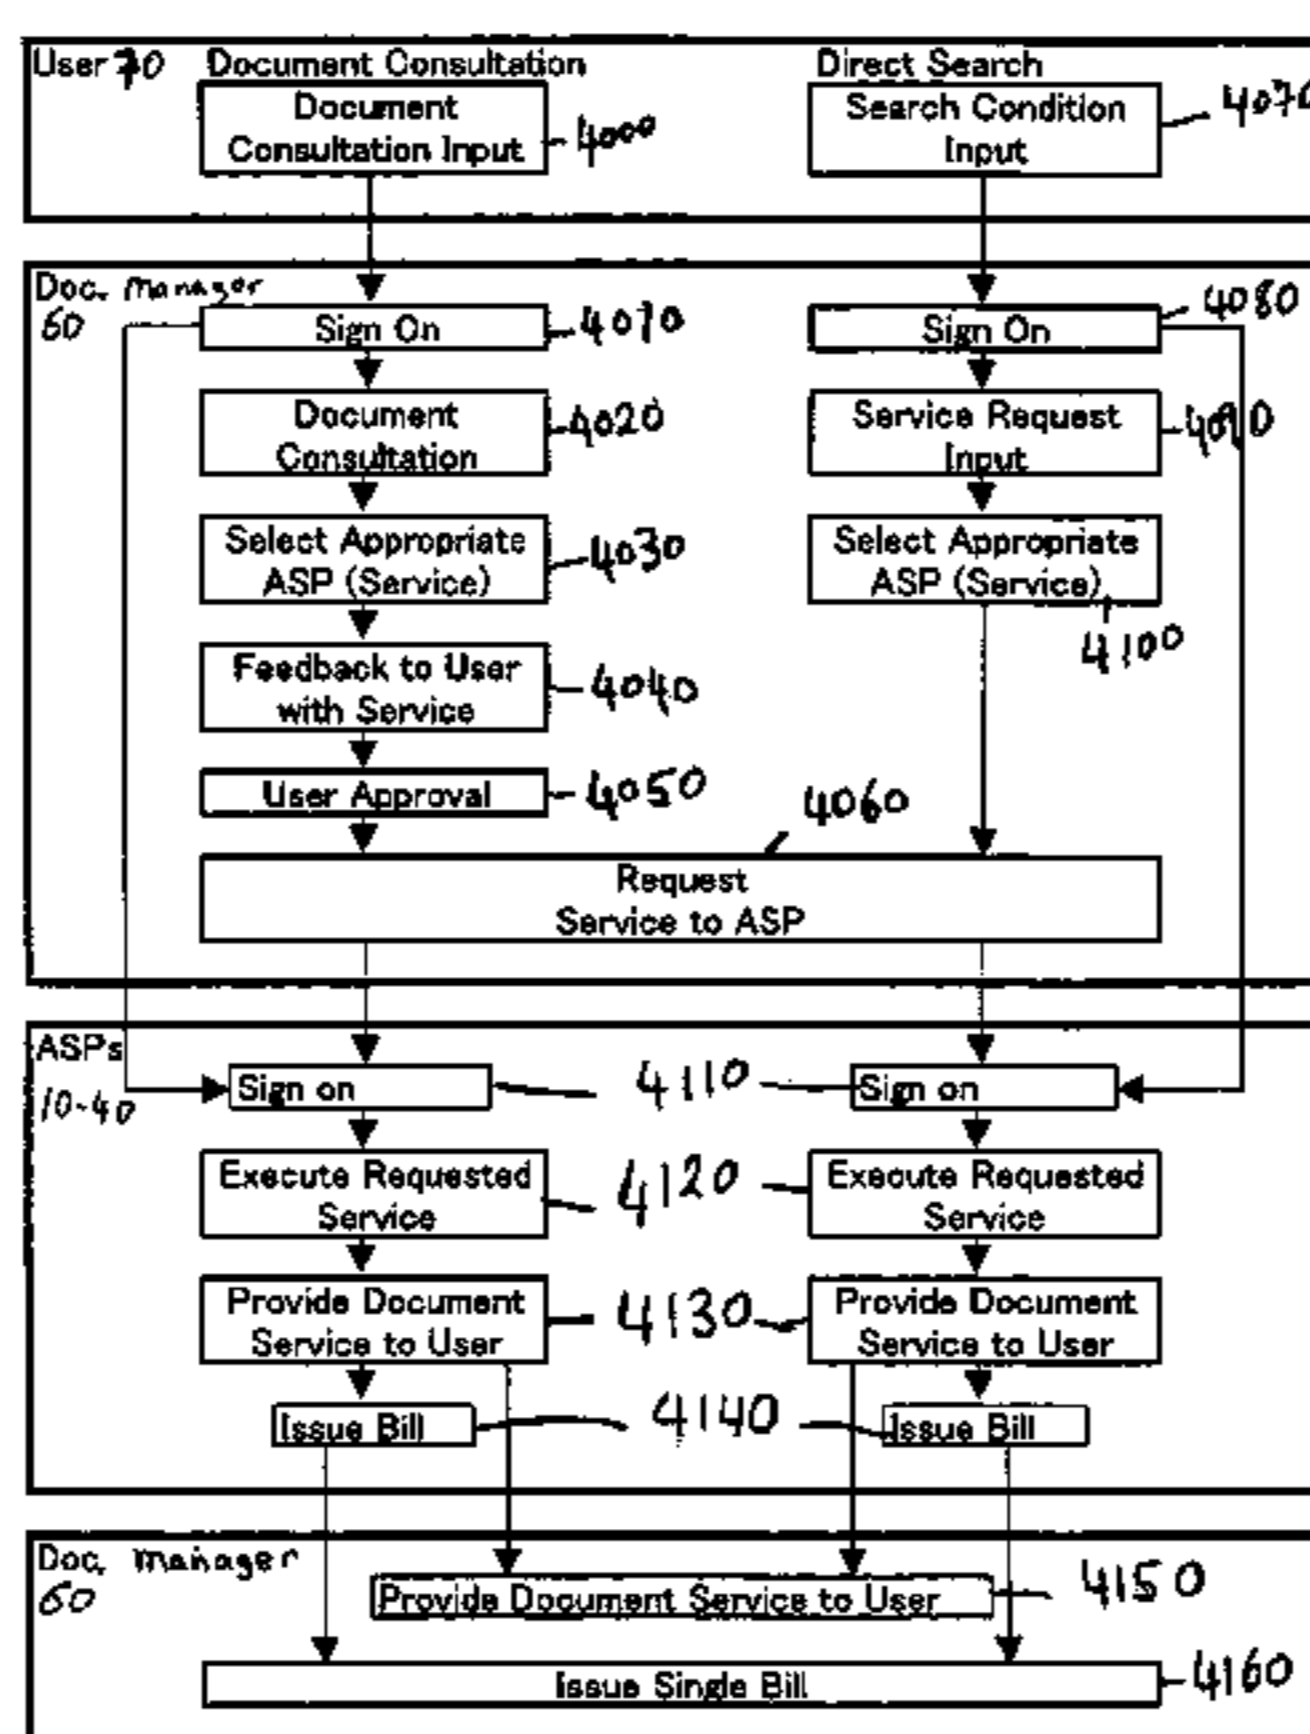 User 70 Document Consultation Direct Search
Document
Consultation Input
4000
Search Condition
Input
4070
Doc. manager
60
Sign On
4010
Sign On
4080
Document
Consultation
4020
Service Request
Input
4090
Select Appropriate
ASP (Service)
4030
Select Appropriate
ASP (Service)
4100
Feedback to User
with Service
4040
User Approval
4050
4060
Request
Service to ASP
ASPs
10-40
Sign on
4110
Sign on
Execute Requested
Service
4120
Execute Requested
Service
Provide Document
Service to User
4130
Provide Document
Service to User
Issue Bill
4140
Issue Bill
Doc. manager
60
Provide Document Service to User
4150
Issue Single Bill
4160